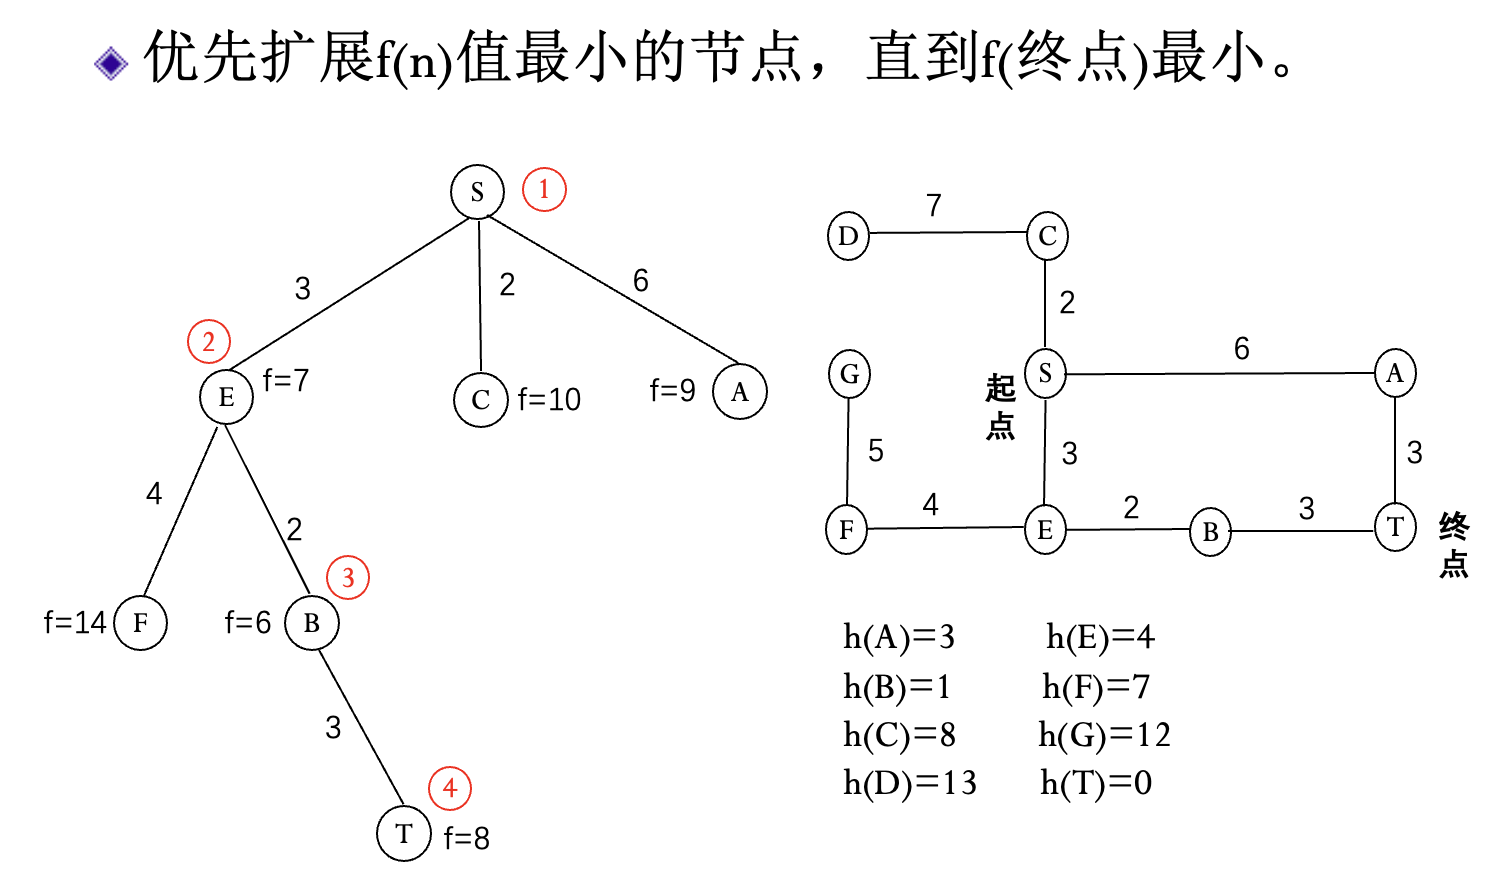 优先扩展f(n)值最小的节点，直到f(终点)最小。
S
①
3
2
6
②
E
f=7
C
f=10
f=9
A
4
2
③
f=14
F
f=6
B
3
④
T
f=8
D
7
C
2
G
起点
S
6
A
5
3
3
F
4
E
2
B
3
T
终点
h(A)=3 h(E)=4
h(B)=1 h(F)=7
h(C)=8 h(G)=12
h(D)=13 h(T)=0